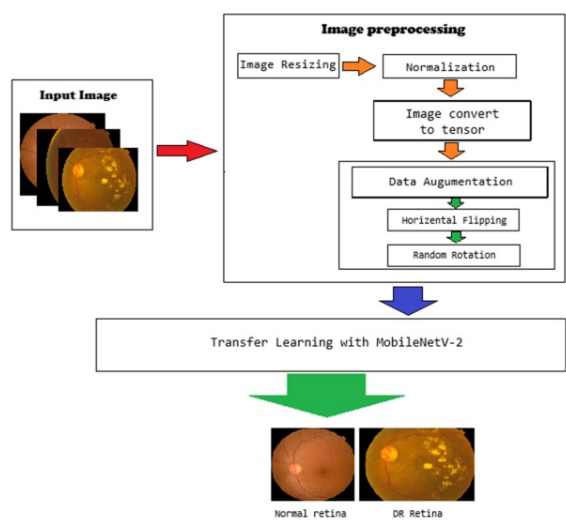 Image preprocessing
Image Resizing
Normalization
Input Image
Image convert
to tensor
Data Augumentation
Horizental Flipping
Random Rotation
Transfer Learning with MobileNetV-2
Normal retina
DR Retina